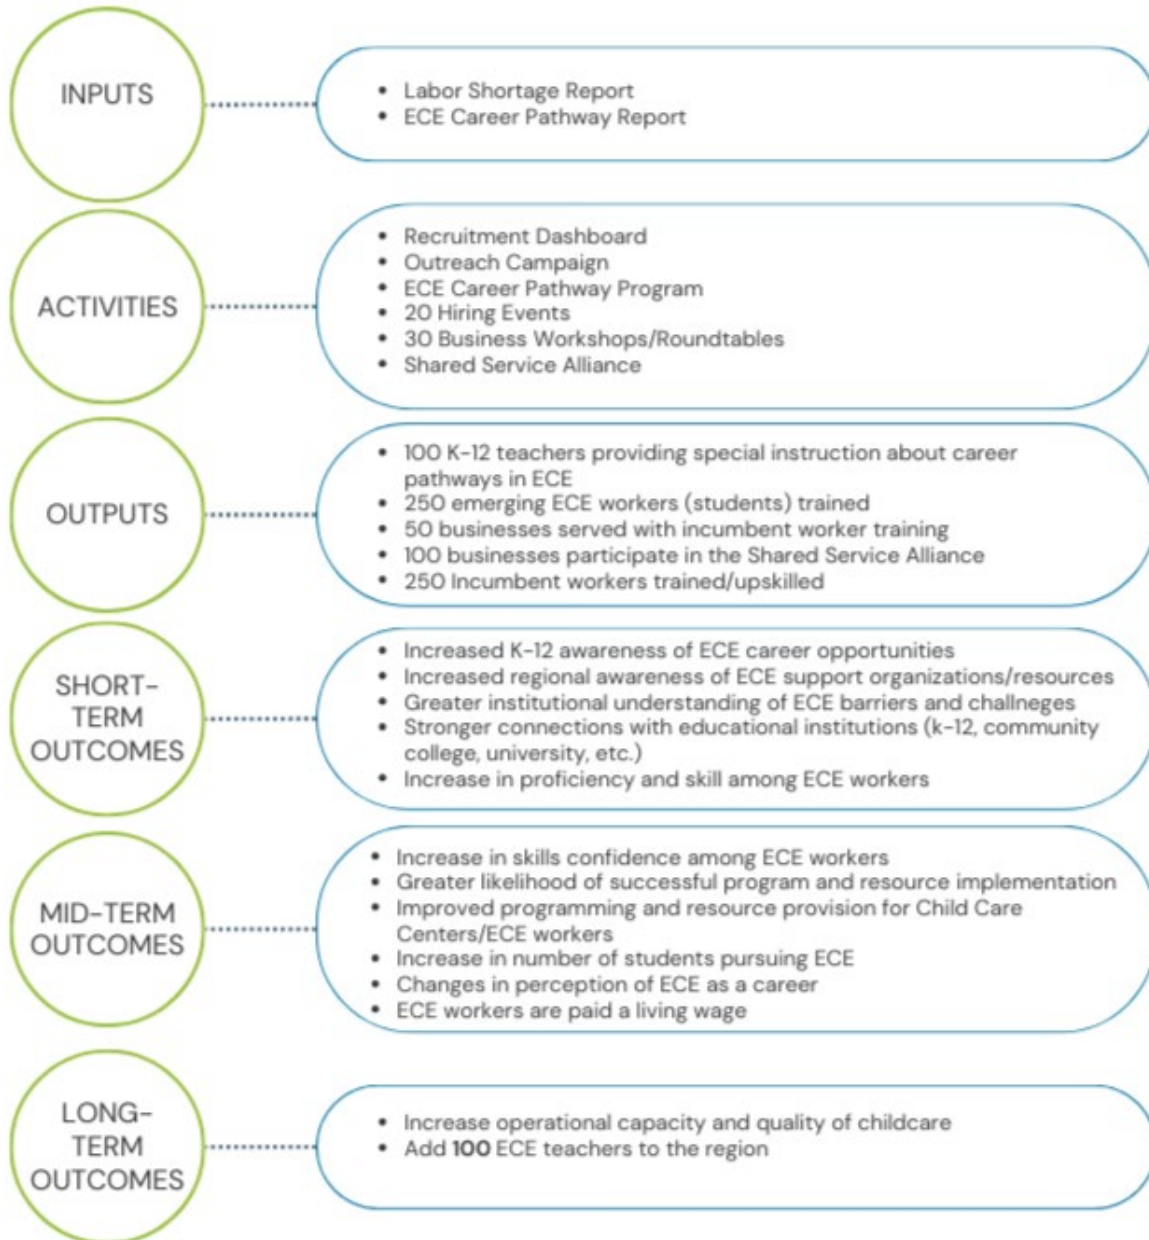 INPUTS
• Labor Shortage Report
• ECE Career Pathway Report
ACTIVITIES
• Recruitment Dashboard
• Outreach Campaign
• ECE Career Pathway Program
• 20 Hiring Events
• 30 Business Workshops/Roundtables
• Shared Service Alliance
OUTPUTS
• 100 K-12 teachers providing special instruction about career
pathways in ECE
• 250 emerging ECE workers (students) trained
• 50 businesses served with incumbent worker training
• 100 businesses participate in the Shared Service Alliance
• 250 Incumbent workers trained/upskilled
SHORT-
TERM
OUTCOMES
• Increased K-12 awareness of ECE career opportunities
• Increased regional awareness of ECE support organizations/resources
• Greater institutional understanding of ECE barriers and challneges
• Stronger connections with educational institutions (k-12, community
college, university, etc.)
• Increase in proficiency and skill among ECE workers
MID-TERM
OUTCOMES
• Increase in skills confidence among ECE workers
• Greater likelihood of successful program and resource implementation
• Improved programming and resource provision for Child Care
Centers/ECE workers
• Increase in number of students pursuing ECE
• Changes in perception of ECE as a career
• ECE workers are paid a living wage
LONG-
TERM
OUTCOMES
• Increase operational capacity and quality of childcare
• Add 100 ECE teachers to the region